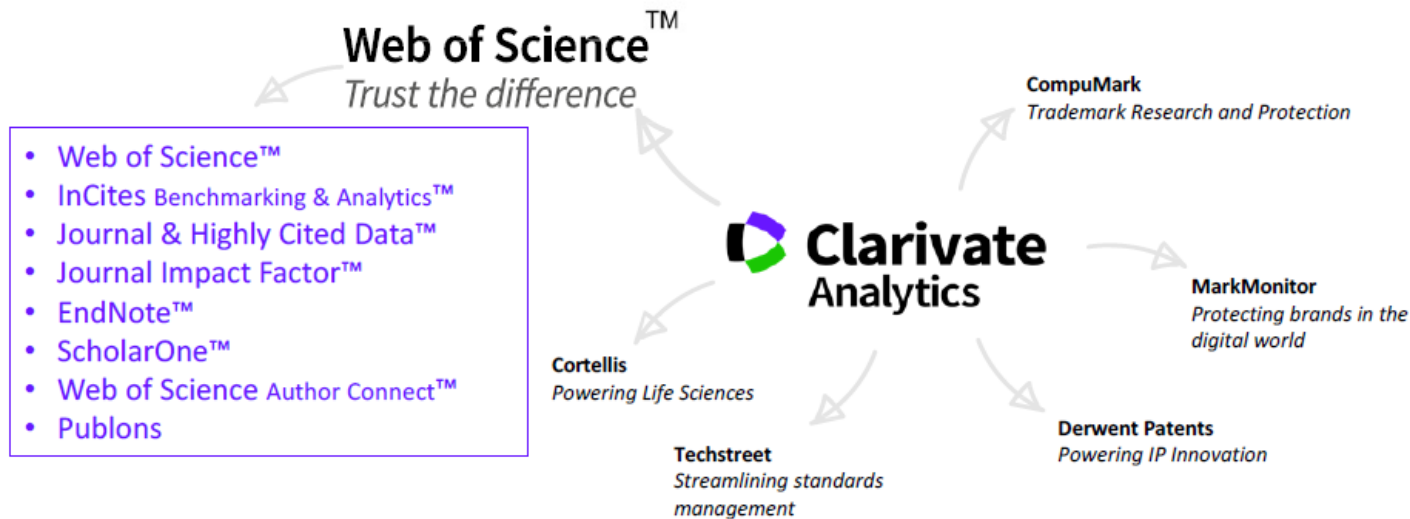 Web of Science™
Trust the difference
• Web of Science™
• InCites Benchmarking & Analytics™
• Journal & Highly Cited Data™
• Journal Impact Factor™
• EndNote™
• ScholarOne™
• Web of Science Author Connect™
• Publons
Clarivate
Analytics
CompuMark
Trademark Research and Protection
MarkMonitor
Protecting brands in the
digital world
Derwent Patents
Powering IP Innovation
Techstreet
Streamlining standards
management
Cortellis
Powering Life Sciences